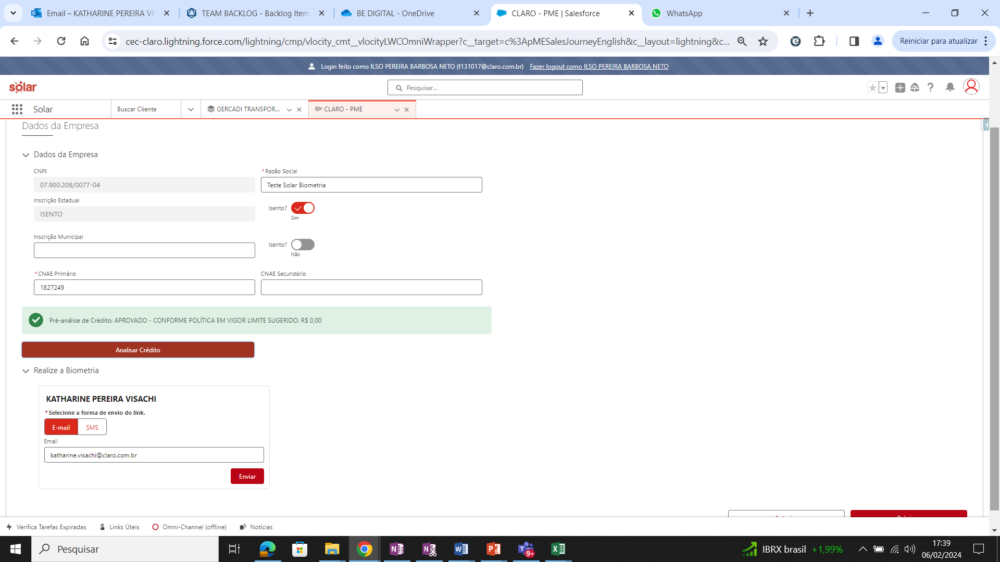 Email – KATHARINE PEREIRA VIS
TEAM BACKLOG - Backlog Item
BE DIGITAL - OneDrive
CLARO - PME | Salesforce
WhatsApp
cec-claro.lightning.force.com/lightning/cmp/vlocity_cmt__vlocityLWCOmniWrapper?c__target=c%3ApMESalesJourneyEnglish&c__layout=lightning&c...
Reiniciar para atualizar
Login feito como ILSO PEREIRA BARBOSA NETO (f131017@claro.com.br) Fazer logout como ILSO PEREIRA BARBOSA NETO
solar
Pesquisar...
Solar
Buscar Cliente
GERCADI TRANSPOR...
CLARO - PME
Dados da Empresa
Dados da Empresa
CNPJ
*Razão Social
07.900.208/0077-04
Teste Solar Biometria
Inscrição Estadual
Isento?
ISENTO
Sim
Inscrição Municipal
Isento?
Não
*CNAE Primário
CNAE Secundário
1827249
Pré-análise de Crédito: APROVADO - CONFORME POLÍTICA EM VIGOR LIMITE SUGERIDO: R$ 0,00
Analisar Crédito
Realize a Biometria
KATHARINE PEREIRA VISACHI
*Selecione a forma de envio do link.
E-mail
SMS
Email
katharine.visachi@claro.com.br
Enviar
Verifica Tarefas Expiradas
Links Úteis
Omni-Channel (offline)
Notícias
Pesquisar
9+
IBRX brasil +1,99%
17:39
06/02/2024